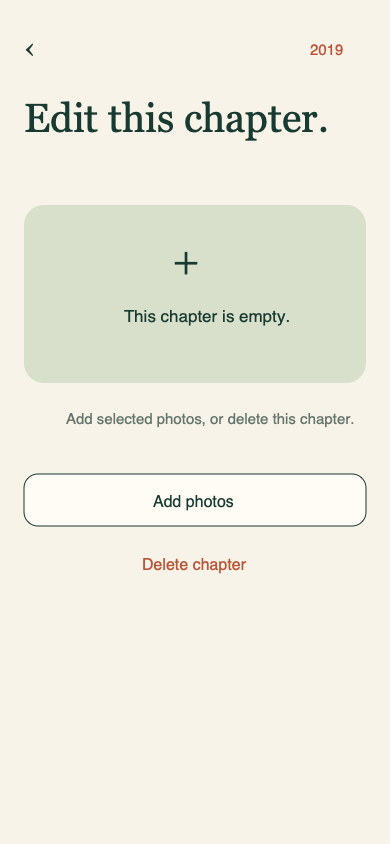 2019
Edit this chapter.
This chapter is empty.
Add selected photos, or delete this chapter.
Add photos
Delete chapter